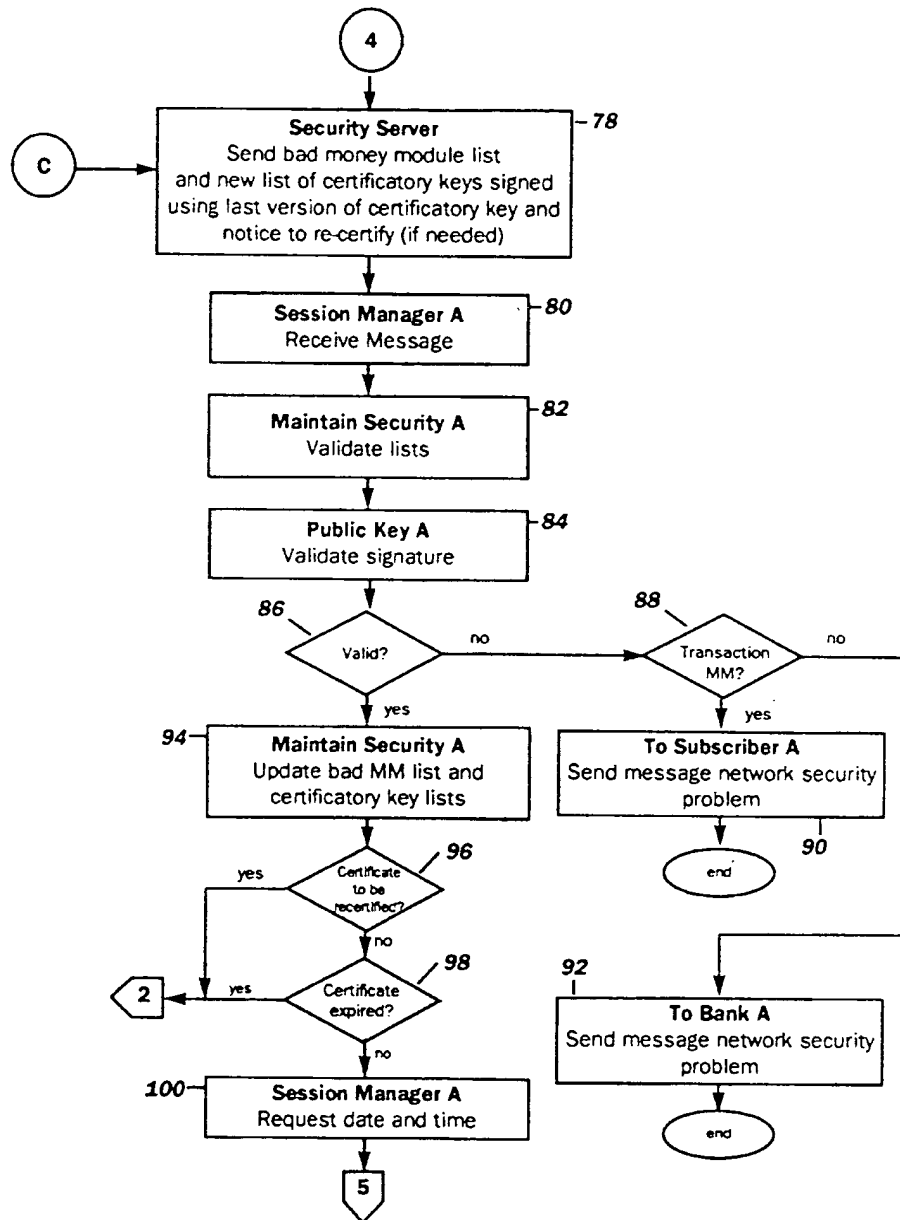 4
Security Server
78
Send bad money module list
C
and new list of certificatory keys signed
using last version of certificatory key and
notice to re-certify (if needed)
Session Manager A
80
Receive Message
Maintain Security A
82
Validate lists
Public Key A
84
Validate signature
86
88
Valid?
no
Transaction
MM?
no
yes
yes
94
Maintain Security A
Update bad MM list and
certificatory key lists
To Subscriber A
Send message network security
problem
90
96
yes
Certificate
to be
recertified?
end
no
98
2
yes
Certificate
expired?
92
To Bank A
Send message network security
problem
no
100
Session Manager A
Request date and time
end
5